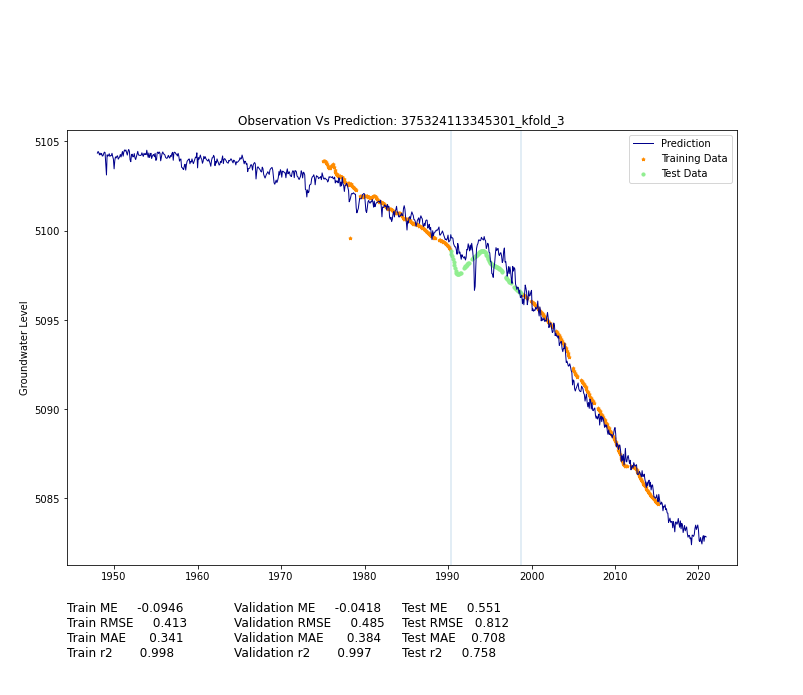 Observation Vs Prediction: 375324113345301_kfold_3
Prediction
Training Data
Test Data
5105
5100
5095
5090
5085
Groundwater Level
1950 1960 1970 1980 1990 2000 2010 2020
Train ME -0.0946 Validation ME -0.0418 Test ME 0.551
Train RMSE 0.413 Validation RMSE 0.485 Test RMSE 0.812
Train MAE 0.341 Validation MAE 0.384 Test MAE 0.708
Train r2 0.998 Validation r2 0.997 Test r2 0.758